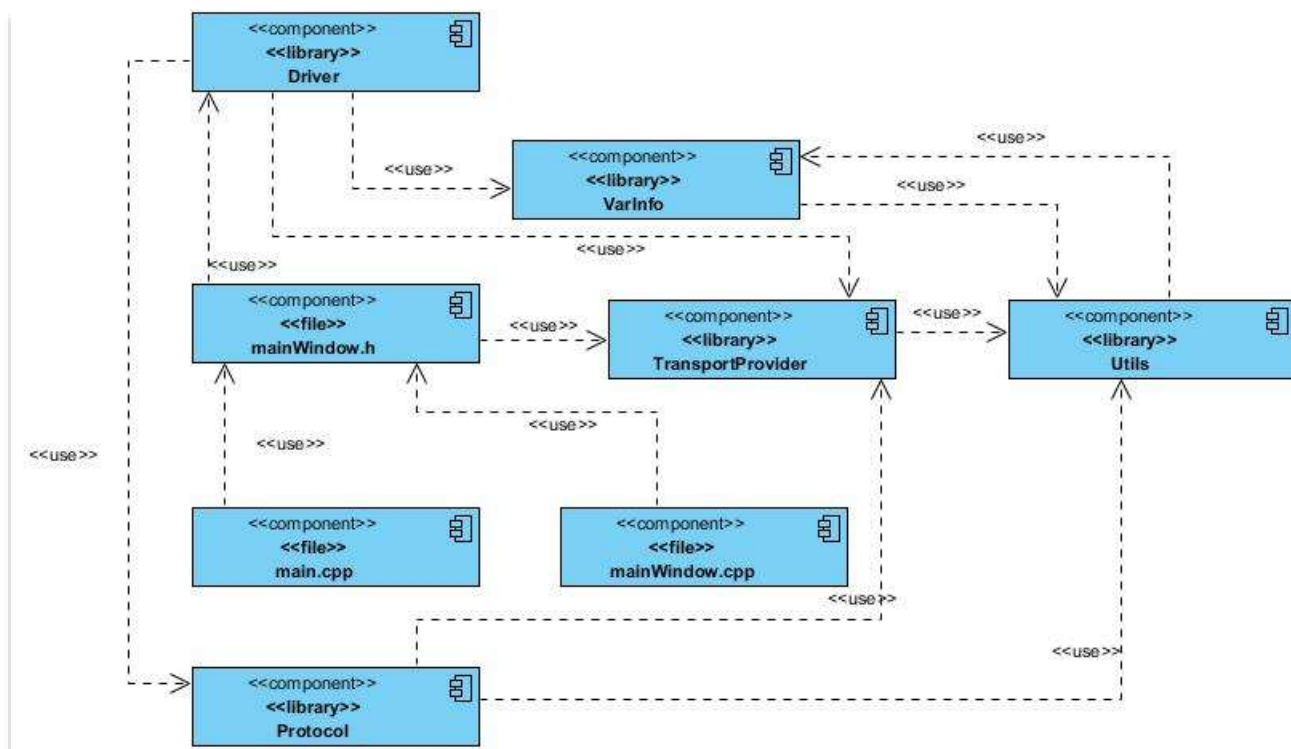 <<component>>
<<library>>
Driver
<<use>>
<<component>>
<<library>>
VarInfo
<<use>>
<<use>>
<<use>>
<<use>>
<<component>>
<<file>>
mainWindow.h
<<use>>
<<component>>
<<library>>
TransportProvider
<<use>>
<<component>>
<<library>>
Utils
<<use>>
<<use>>
<<use>>
<<component>>
<<file>>
main.cpp
<<component>>
<<file>>
mainWindow.cpp
<<use>>
<<use>>
<<component>>
<<library>>
Protocol